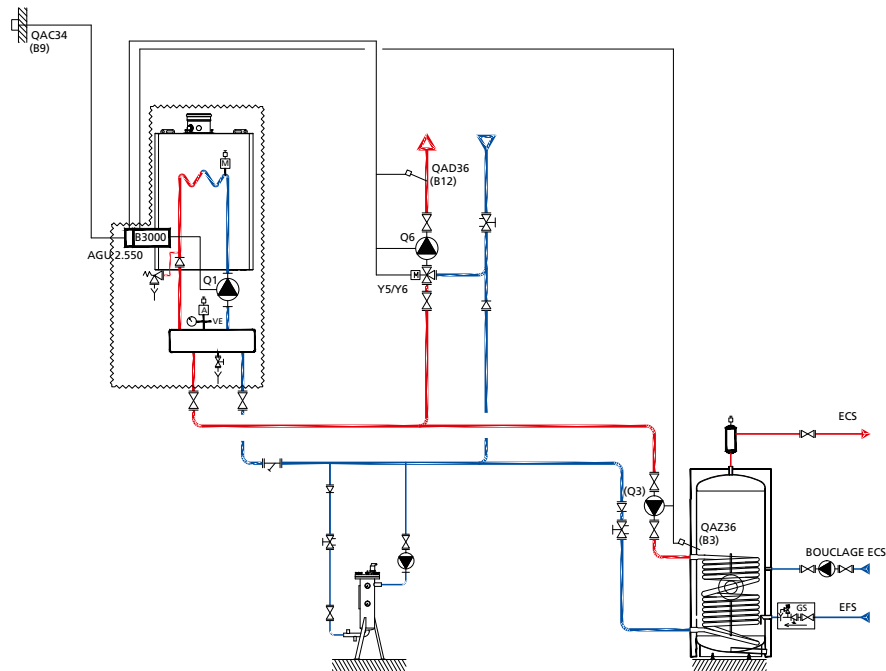 QAC34
(B9)
M
QAD36
(B12)
B3000
Q6
AGU 2.550
Q1
M
Y5/Y6
A
VE
ECS
(Q3)
QAZ36
(B3)
BOUCLAGE ECS
GS
EFS